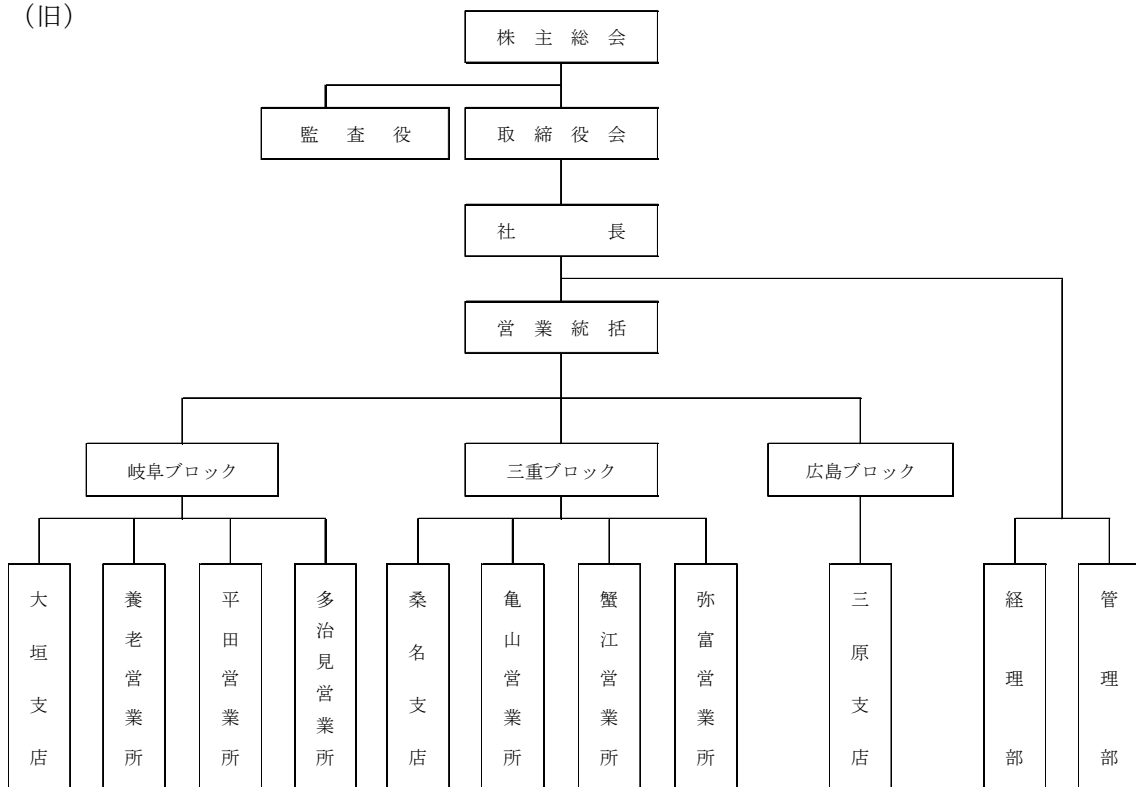 （旧）
株主総会
監査役
取締役会
社長
営業統括
岐阜ブロック
三重ブロック
広島ブロック
大垣支店
養老営業所
平田営業所
多治見営業所
桑名支店
亀山営業所
蟹江営業所
弥富営業所
三原支店
経理部
管理部